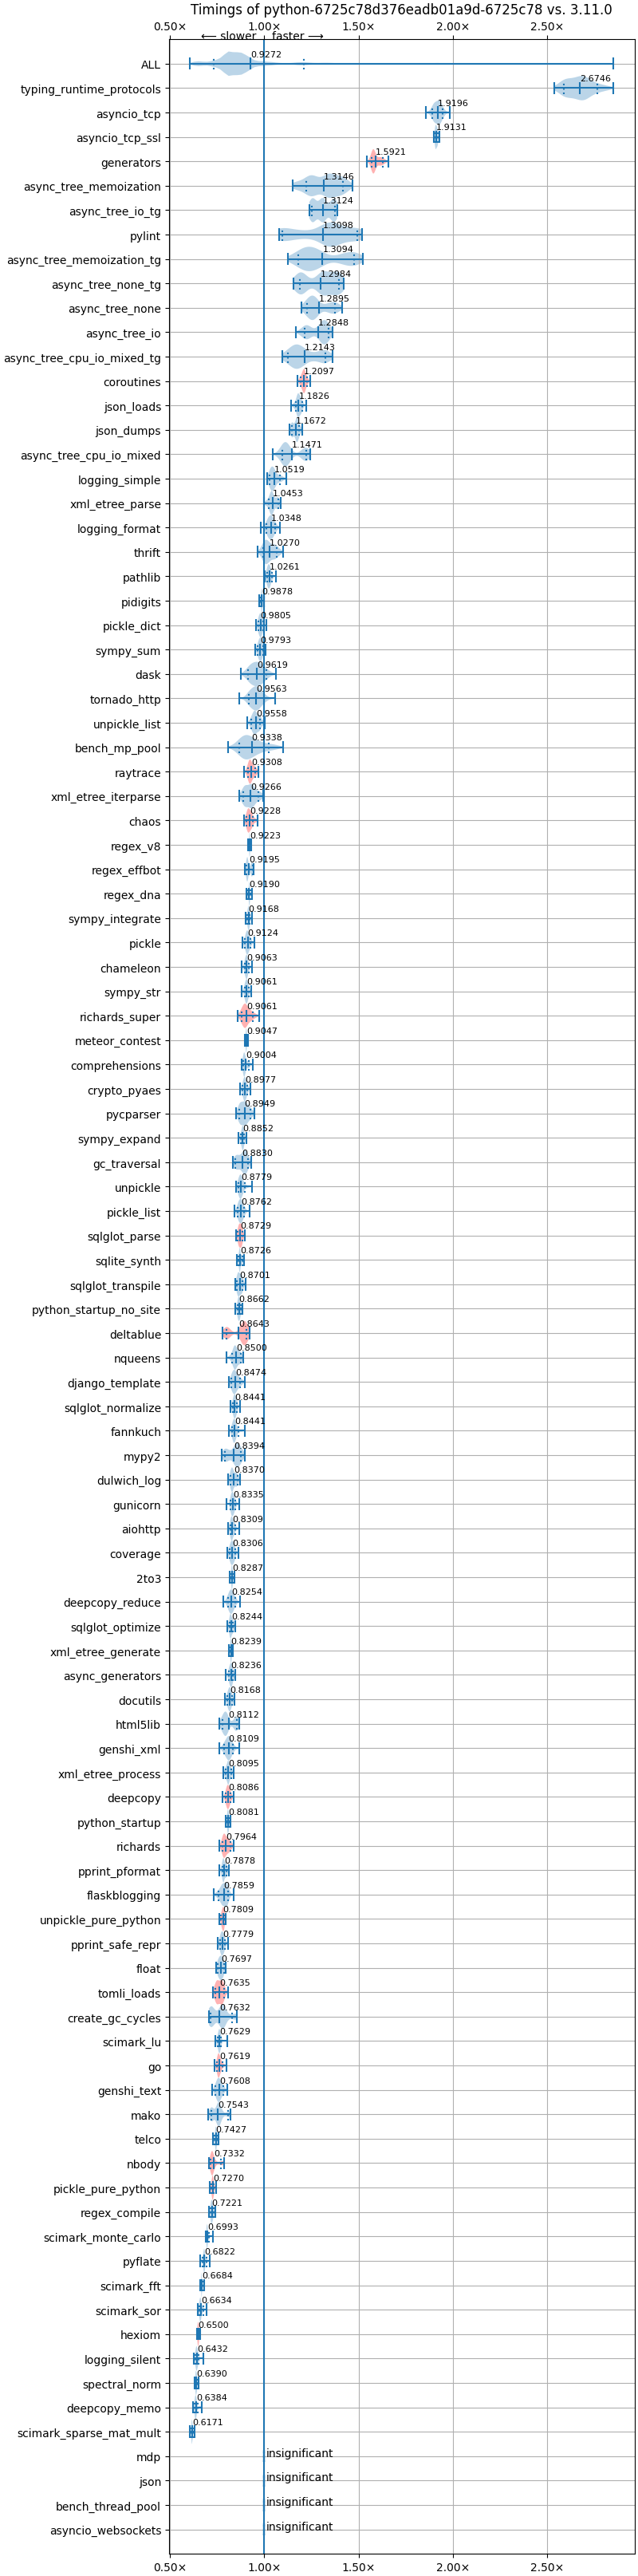 Timings of python-6725c78d376eadb01a9d-6725c78 vs. 3.11.0
0.50× 1.00× 1.50× 2.00× 2.50×
⟵ slower faster ⟶
ALL 0.9272
typing_runtime_protocols 2.6746
asyncio_tcp 1.9196
asyncio_tcp_ssl 1.9131
generators 1.5921
async_tree_memoization 1.3146
async_tree_io_tg 1.3124
pylint 1.3098
async_tree_memoization_tg 1.3094
async_tree_none_tg 1.2984
async_tree_none 1.2895
async_tree_io 1.2848
async_tree_cpu_io_mixed_tg 1.2143
coroutines 1.2097
json_loads 1.1826
json_dumps 1.1672
async_tree_cpu_io_mixed 1.1471
logging_simple 1.0519
xml_etree_parse 1.0453
logging_format 1.0348
thrift 1.0270
pathlib 1.0261
pidigits 0.9878
pickle_dict 0.9805
sympy_sum 0.9793
dask 0.9619
tornado_http 0.9563
unpickle_list 0.9558
bench_mp_pool 0.9338
raytrace 0.9308
xml_etree_iterparse 0.9266
chaos 0.9228
regex_v8 0.9223
regex_effbot 0.9195
regex_dna 0.9190
sympy_integrate 0.9168
pickle 0.9124
chameleon 0.9063
sympy_str 0.9061
richards_super 0.9061
meteor_contest 0.9047
comprehensions 0.9004
crypto_pyaes 0.8977
pycparser 0.8949
sympy_expand 0.8852
gc_traversal 0.8830
unpickle 0.8779
pickle_list 0.8762
sqlglot_parse 0.8729
sqlite_synth 0.8726
sqlglot_transpile 0.8701
python_startup_no_site 0.8662
deltablue 0.8643
nqueens 0.8500
django_template 0.8474
sqlglot_normalize 0.8441
fannkuch 0.8441
mypy2 0.8394
dulwich_log 0.8370
gunicorn 0.8335
aiohttp 0.8309
coverage 0.8306
2to3 0.8287
deepcopy_reduce 0.8254
sqlglot_optimize 0.8244
xml_etree_generate 0.8239
async_generators 0.8236
docutils 0.8168
html5lib 0.8112
genshi_xml 0.8109
xml_etree_process 0.8095
deepcopy 0.8086
python_startup 0.8081
richards 0.7964
pprint_pformat 0.7878
flaskblogging 0.7859
unpickle_pure_python 0.7809
pprint_safe_repr 0.7779
float 0.7697
tomli_loads 0.7635
create_gc_cycles 0.7632
scimark_lu 0.7629
go 0.7619
genshi_text 0.7608
mako 0.7543
telco 0.7427
nbody 0.7332
pickle_pure_python 0.7270
regex_compile 0.7221
scimark_monte_carlo 0.6993
pyflate 0.6822
scimark_fft 0.6684
scimark_sor 0.6634
hexiom 0.6500
logging_silent 0.6432
spectral_norm 0.6390
deepcopy_memo 0.6384
scimark_sparse_mat_mult 0.6171
mdp insignificant
json insignificant
bench_thread_pool insignificant
asyncio_websockets insignificant
0.50× 1.00× 1.50× 2.00× 2.50×